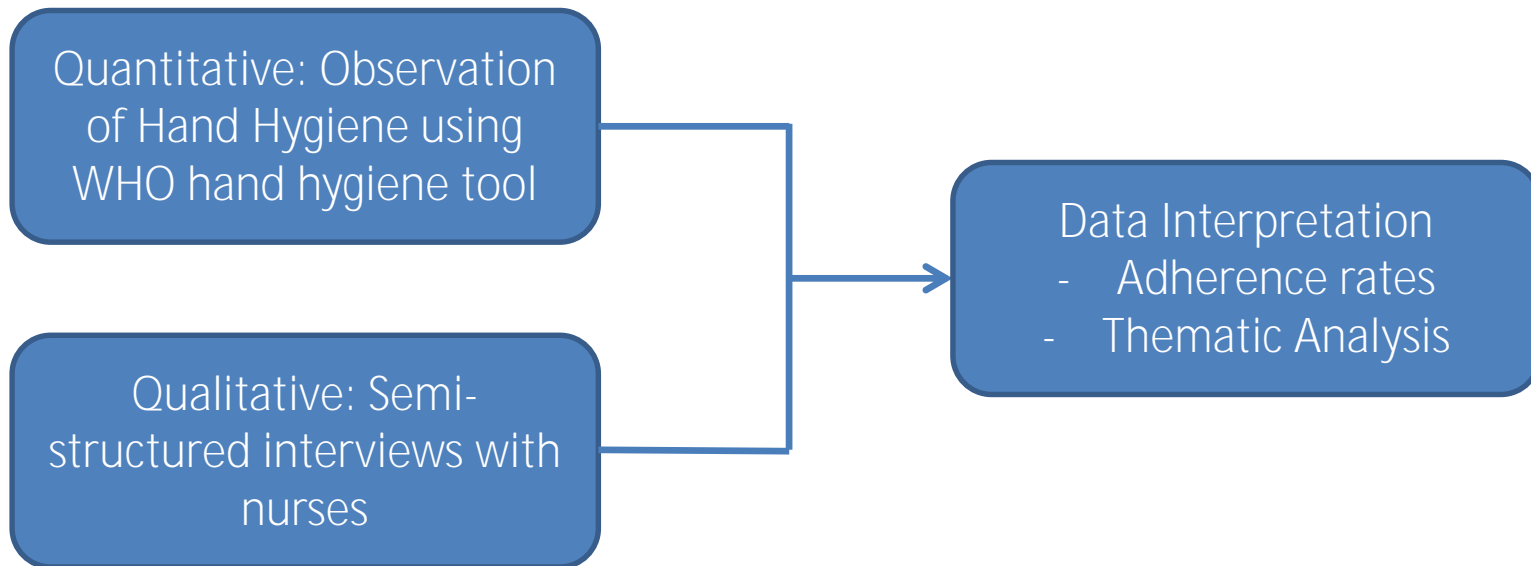 Quantitative: Observation
of Hand Hygiene using
WHO hand hygiene tool
Qualitative: Semi-
structured interviews with
nurses
Data Interpretation
- Adherence rates
- Thematic Analysis